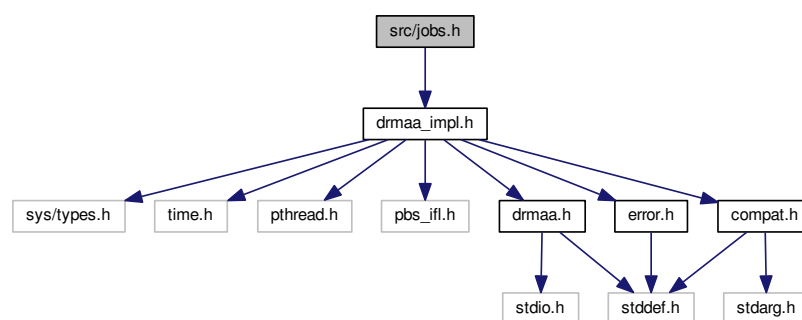 src/jobs.h
drmaa_impl.h
sys/types.h
time.h
pthread.h
pbs_ifl.h
drmaa.h
error.h
compat.h
stdio.h
stddef.h
stdarg.h